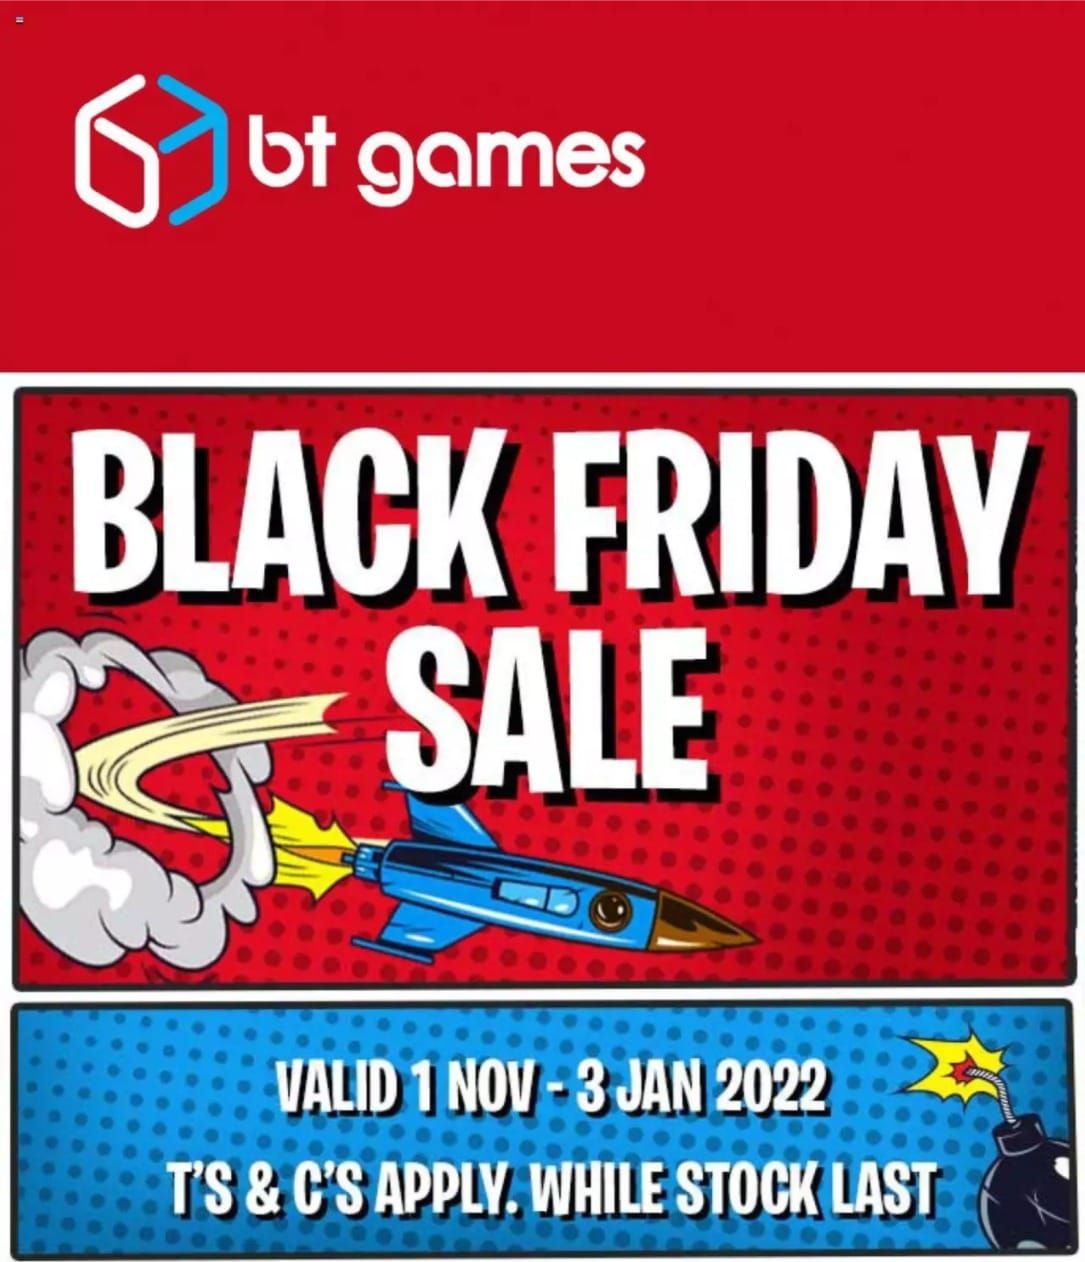 bt games
BLACK FRIDAY
SALE
VALID 1 NOV - 3 JAN 2022
T'S & C'S APPLY. WHILE STOCK LAST